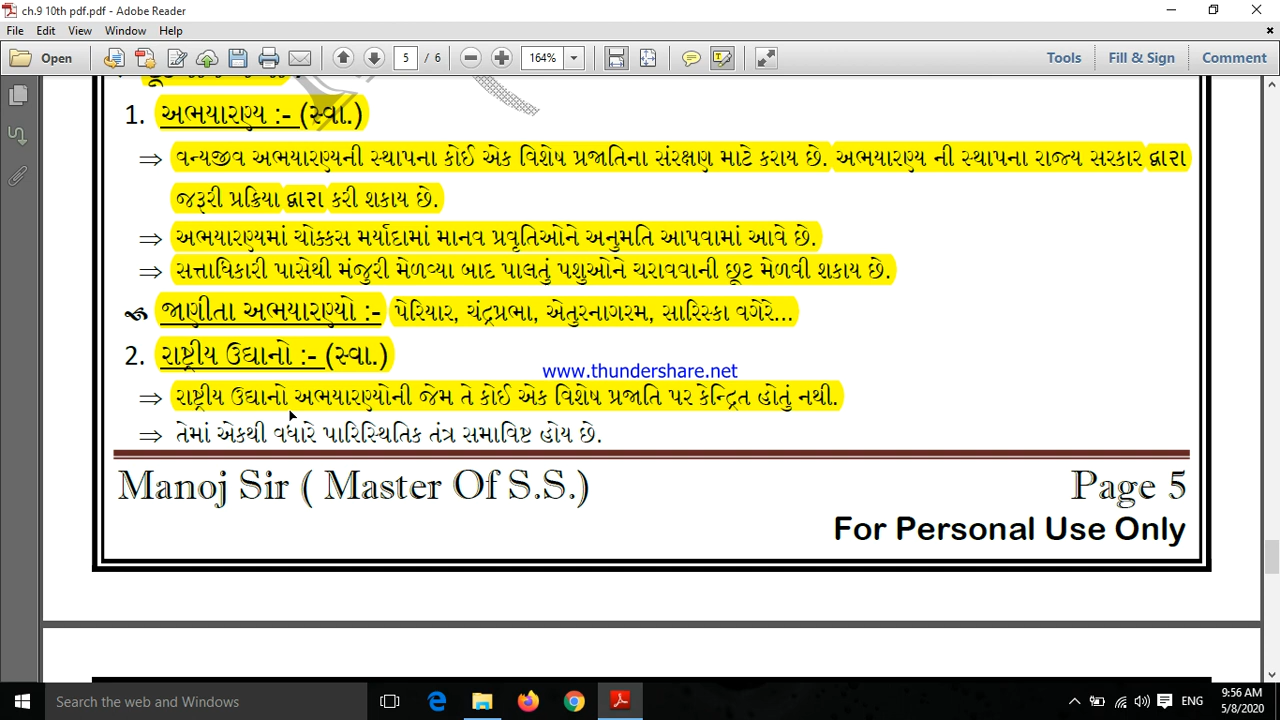 ch.9 10th pdf.pdf - Adobe Reader
File Edit View Window Help
Open 5 / 6 164% Tools Fill & Sign Comment
1. અભયારણ્ય :- (સ્વા.)
⇒ વન્યજીવ અભયારણ્યની સ્થાપના કોઈ એક વિશેષ પ્રજાતિના સંરક્ષણ માટે કરાય છે. અભયારણ્ય ની સ્થાપના રાજ્ય સરકાર દ્વારા
જરૂરી પ્રક્રિયા દ્વારા કરી શકાય છે.
⇒ અભયારણ્યમાં ચોક્કસ મર્યાદામાં માનવ પ્રવૃતિઓને અનુમતિ આપવામાં આવે છે.
⇒ સત્તાધિકારી પાસેથી મંજુરી મેળવ્યા બાદ પાલતું પશુઓને ચરાવવાની છૂટ મેળવી શકાય છે.
જાણીતા અભયારણ્યો :- પેરિયાર, ચંદ્રપ્રભા, એતુરનાગરમ, સારિસ્કા વગેરે...
2. રાષ્ટ્રીય ઉદ્યાનો :- (સ્વા.)
www.thundershare.net
⇒ રાષ્ટ્રીય ઉદ્યાનો અભયારણ્યોની જેમ તે કોઈ એક વિશેષ પ્રજાતિ પર કેન્દ્રિત હોતું નથી.
⇒ તેમાં એકથી વધારે પારિસ્થિતિક તંત્ર સમાવિષ્ટ હોય છે.
Manoj Sir ( Master Of S.S.) Page 5
For Personal Use Only
Search the web and Windows
ENG
9:56 AM
5/8/2020